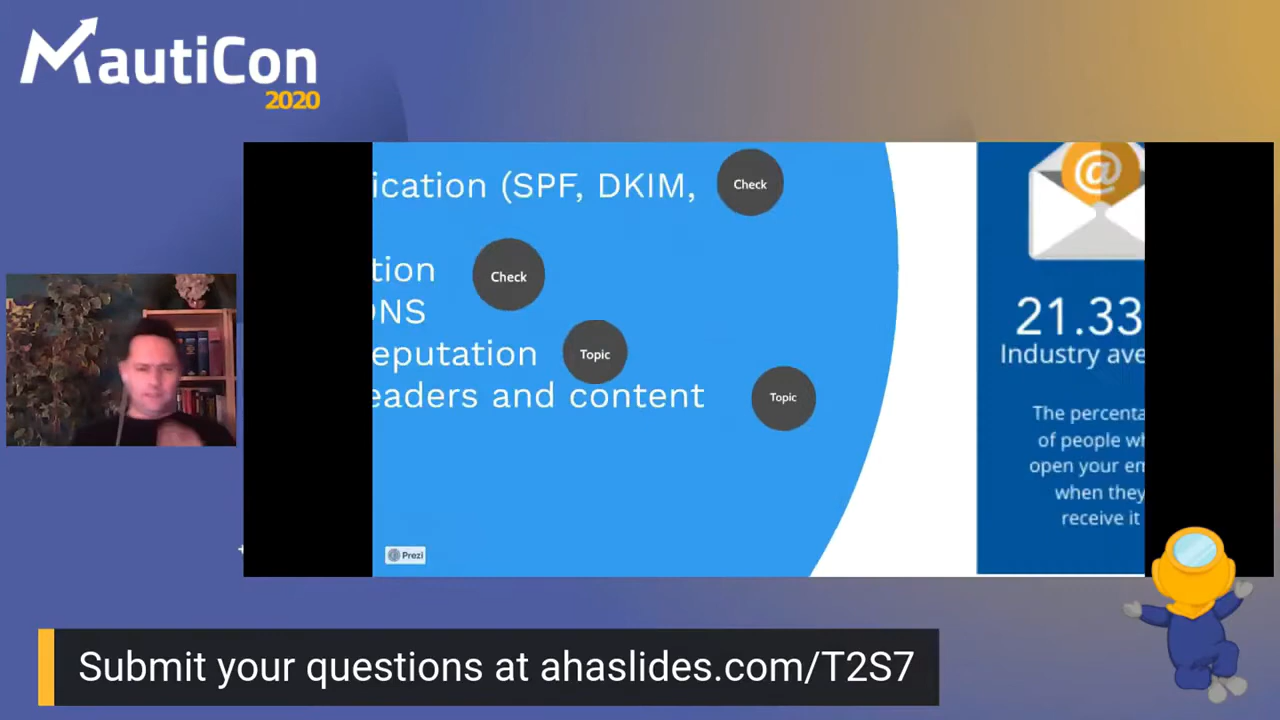 MautiCon
2020
ication (SPF, DKIM,
Check
tion
Check
NS
eputation
Topic
eaders and content
Topic
@
21.33
Industry ave
The percenta
of people wh
open your em
when they
receive it
Prezi
Submit your questions at ahaslides.com/T2S7